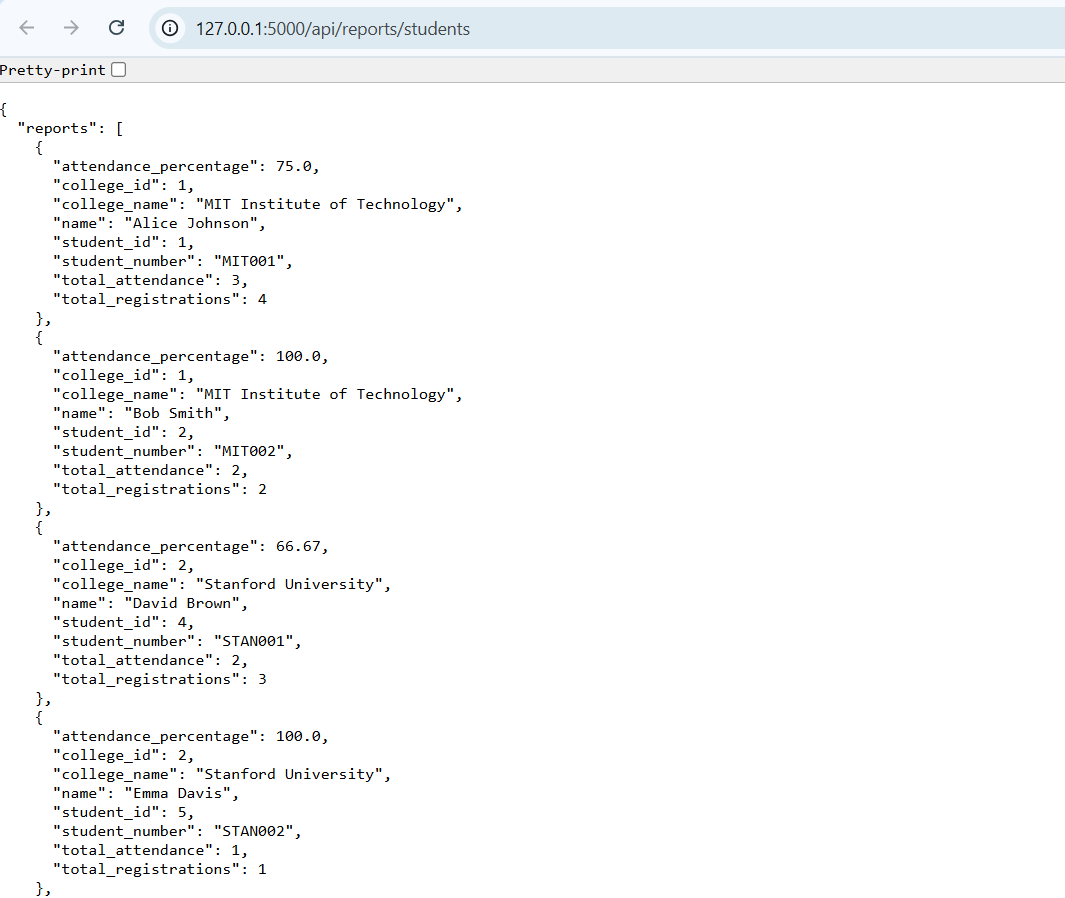 127.0.0.1:5000/api/reports/students
Pretty-print
{
  "reports": [
    {
      "attendance_percentage": 75.0,
      "college_id": 1,
      "college_name": "MIT Institute of Technology",
      "name": "Alice Johnson",
      "student_id": 1,
      "student_number": "MIT001",
      "total_attendance": 3,
      "total_registrations": 4
    },
    {
      "attendance_percentage": 100.0,
      "college_id": 1,
      "college_name": "MIT Institute of Technology",
      "name": "Bob Smith",
      "student_id": 2,
      "student_number": "MIT002",
      "total_attendance": 2,
      "total_registrations": 2
    },
    {
      "attendance_percentage": 66.67,
      "college_id": 2,
      "college_name": "Stanford University",
      "name": "David Brown",
      "student_id": 4,
      "student_number": "STAN001",
      "total_attendance": 2,
      "total_registrations": 3
    },
    {
      "attendance_percentage": 100.0,
      "college_id": 2,
      "college_name": "Stanford University",
      "name": "Emma Davis",
      "student_id": 5,
      "student_number": "STAN002",
      "total_attendance": 1,
      "total_registrations": 1
    },